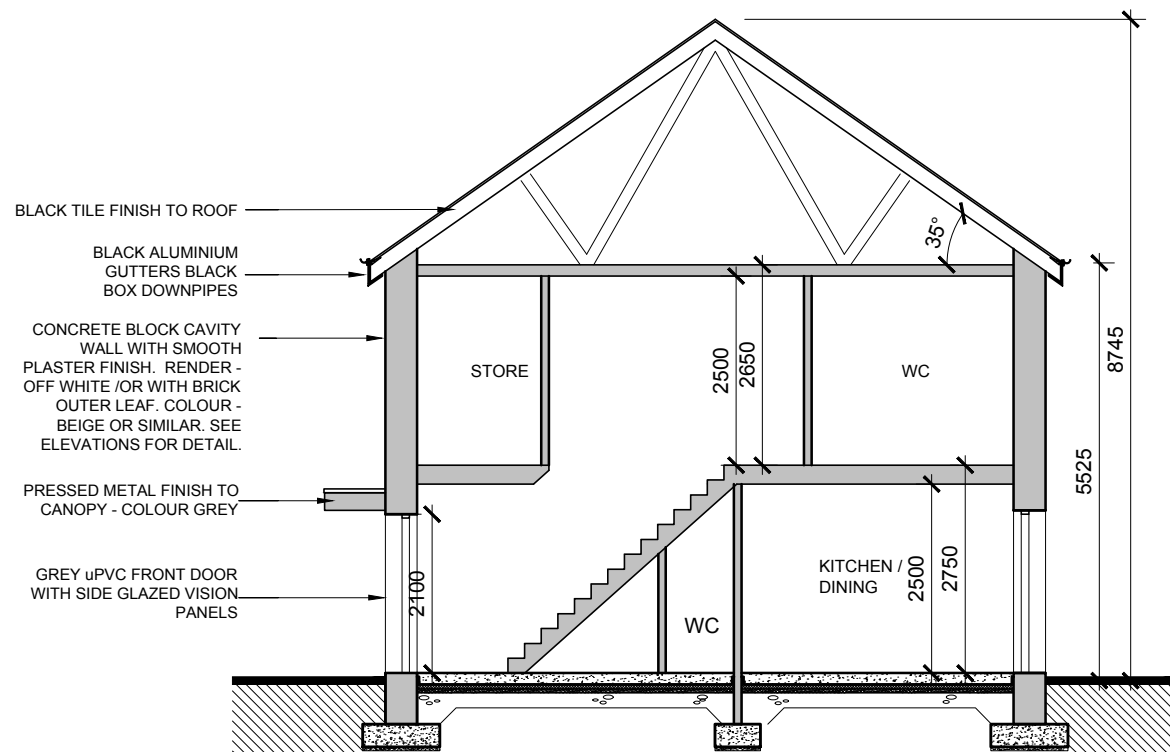 BLACK TILE FINISH TO ROOF
BLACK ALUMINIUM
GUTTERS BLACK
BOX DOWNPIPES
CONCRETE BLOCK CAVITY
WALL WITH SMOOTH
PLASTER FINISH. RENDER -
OFF WHITE /OR WITH BRICK
OUTER LEAF. COLOUR -
BEIGE OR SIMILAR. SEE
ELEVATIONS FOR DETAIL.
PRESSED METAL FINISH TO
CANOPY - COLOUR GREY
GREY uPVC FRONT DOOR
WITH SIDE GLAZED VISION
PANELS
35°
STORE
2500
2650
WC
8745
5525
2100
WC
KITCHEN /
DINING
2500
2750